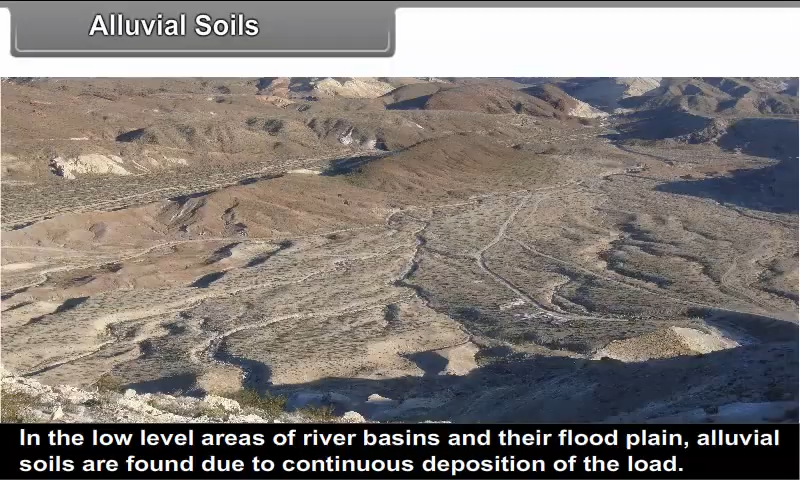 Alluvial Soils
In the low level areas of river basins and their flood plain, alluvial
soils are found due to continuous deposition of the load.